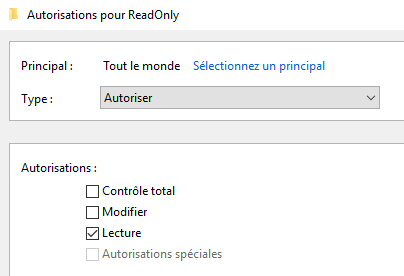 Autorisations pour ReadOnly
Principal : Tout le monde Sélectionnez un principal
Type : Autoriser
Autorisations :
Contrôle total
Modifier
Lecture
Autorisations spéciales